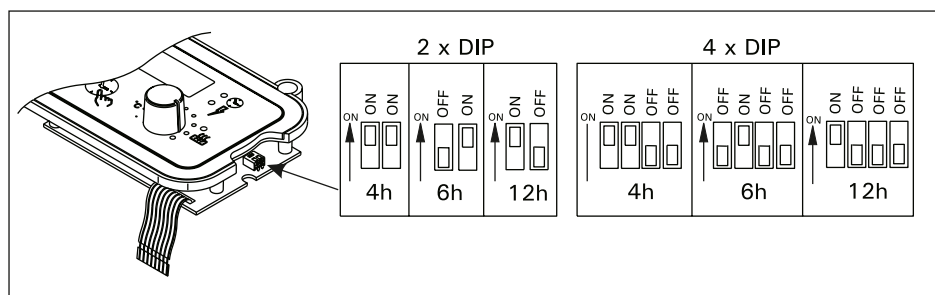 2 x DIP
4 x DIP
ON
ON ON
ON
OFF ON
ON
ON OFF
ON
ON ON OFF OFF
ON
OFF ON OFF OFF
ON
ON OFF OFF OFF
4h
6h
12h
4h
6h
12h